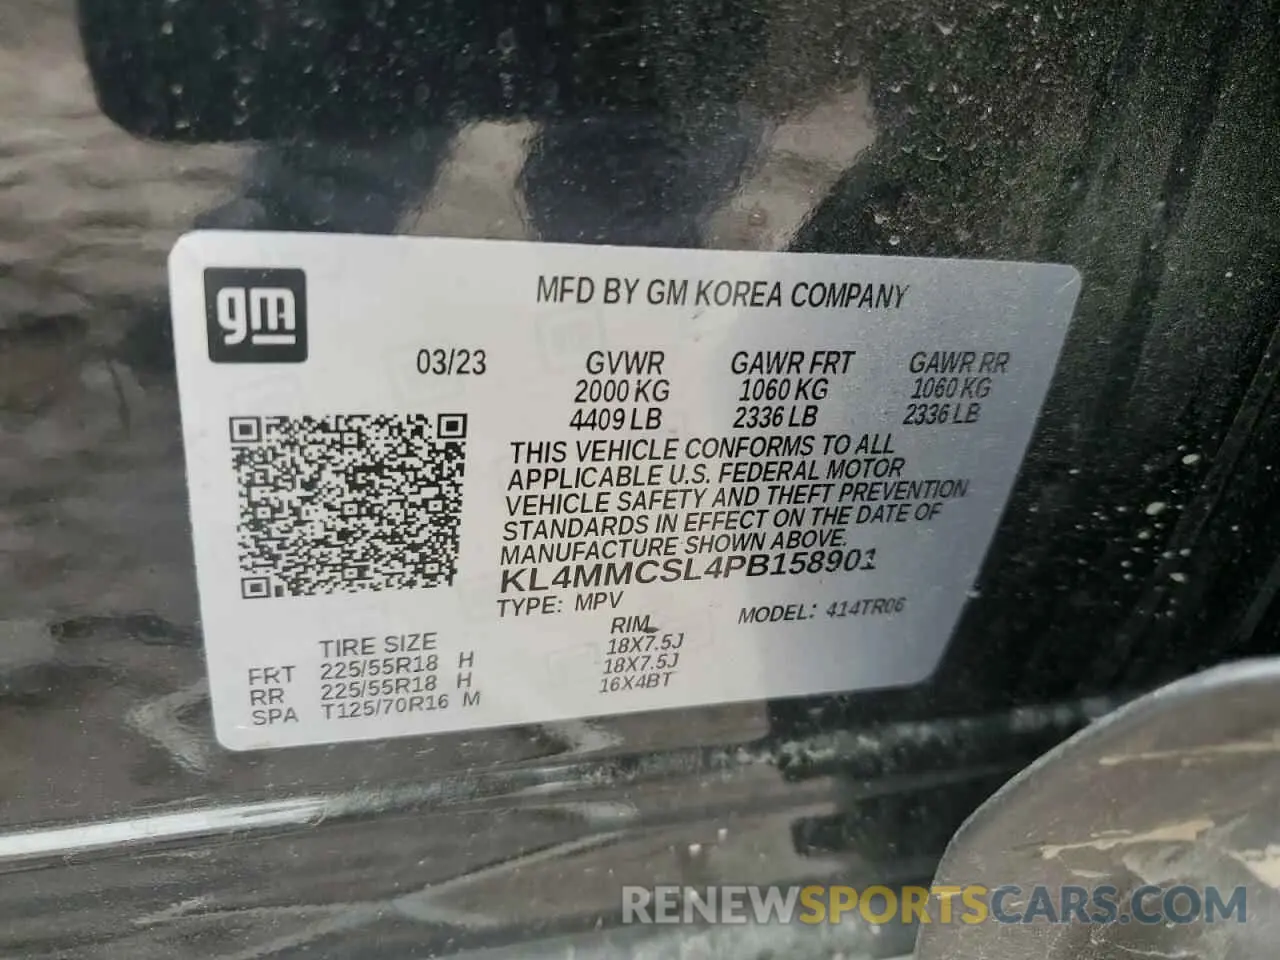 gm
MFD BY GM KOREA COMPANY
03/23 GVWR GAWR FRT GAWR RR
2000 KG 1060 KG 1060 KG
4409 LB 2336 LB 2336 LB
THIS VEHICLE CONFORMS TO ALL
APPLICABLE U.S. FEDERAL MOTOR
VEHICLE SAFETY AND THEFT PREVENTION
STANDARDS IN EFFECT ON THE DATE OF
MANUFACTURE SHOWN ABOVE.
KL4MMCSL4PB158901
TYPE: MPV MODEL: 414TR06
TIRE SIZE RIM
FRT 225/55R18 H 18X7.5J
RR 225/55R18 H 18X7.5J
SPA T125/70R16 M 16X4BT
RENEWSPORTSCARS.COM